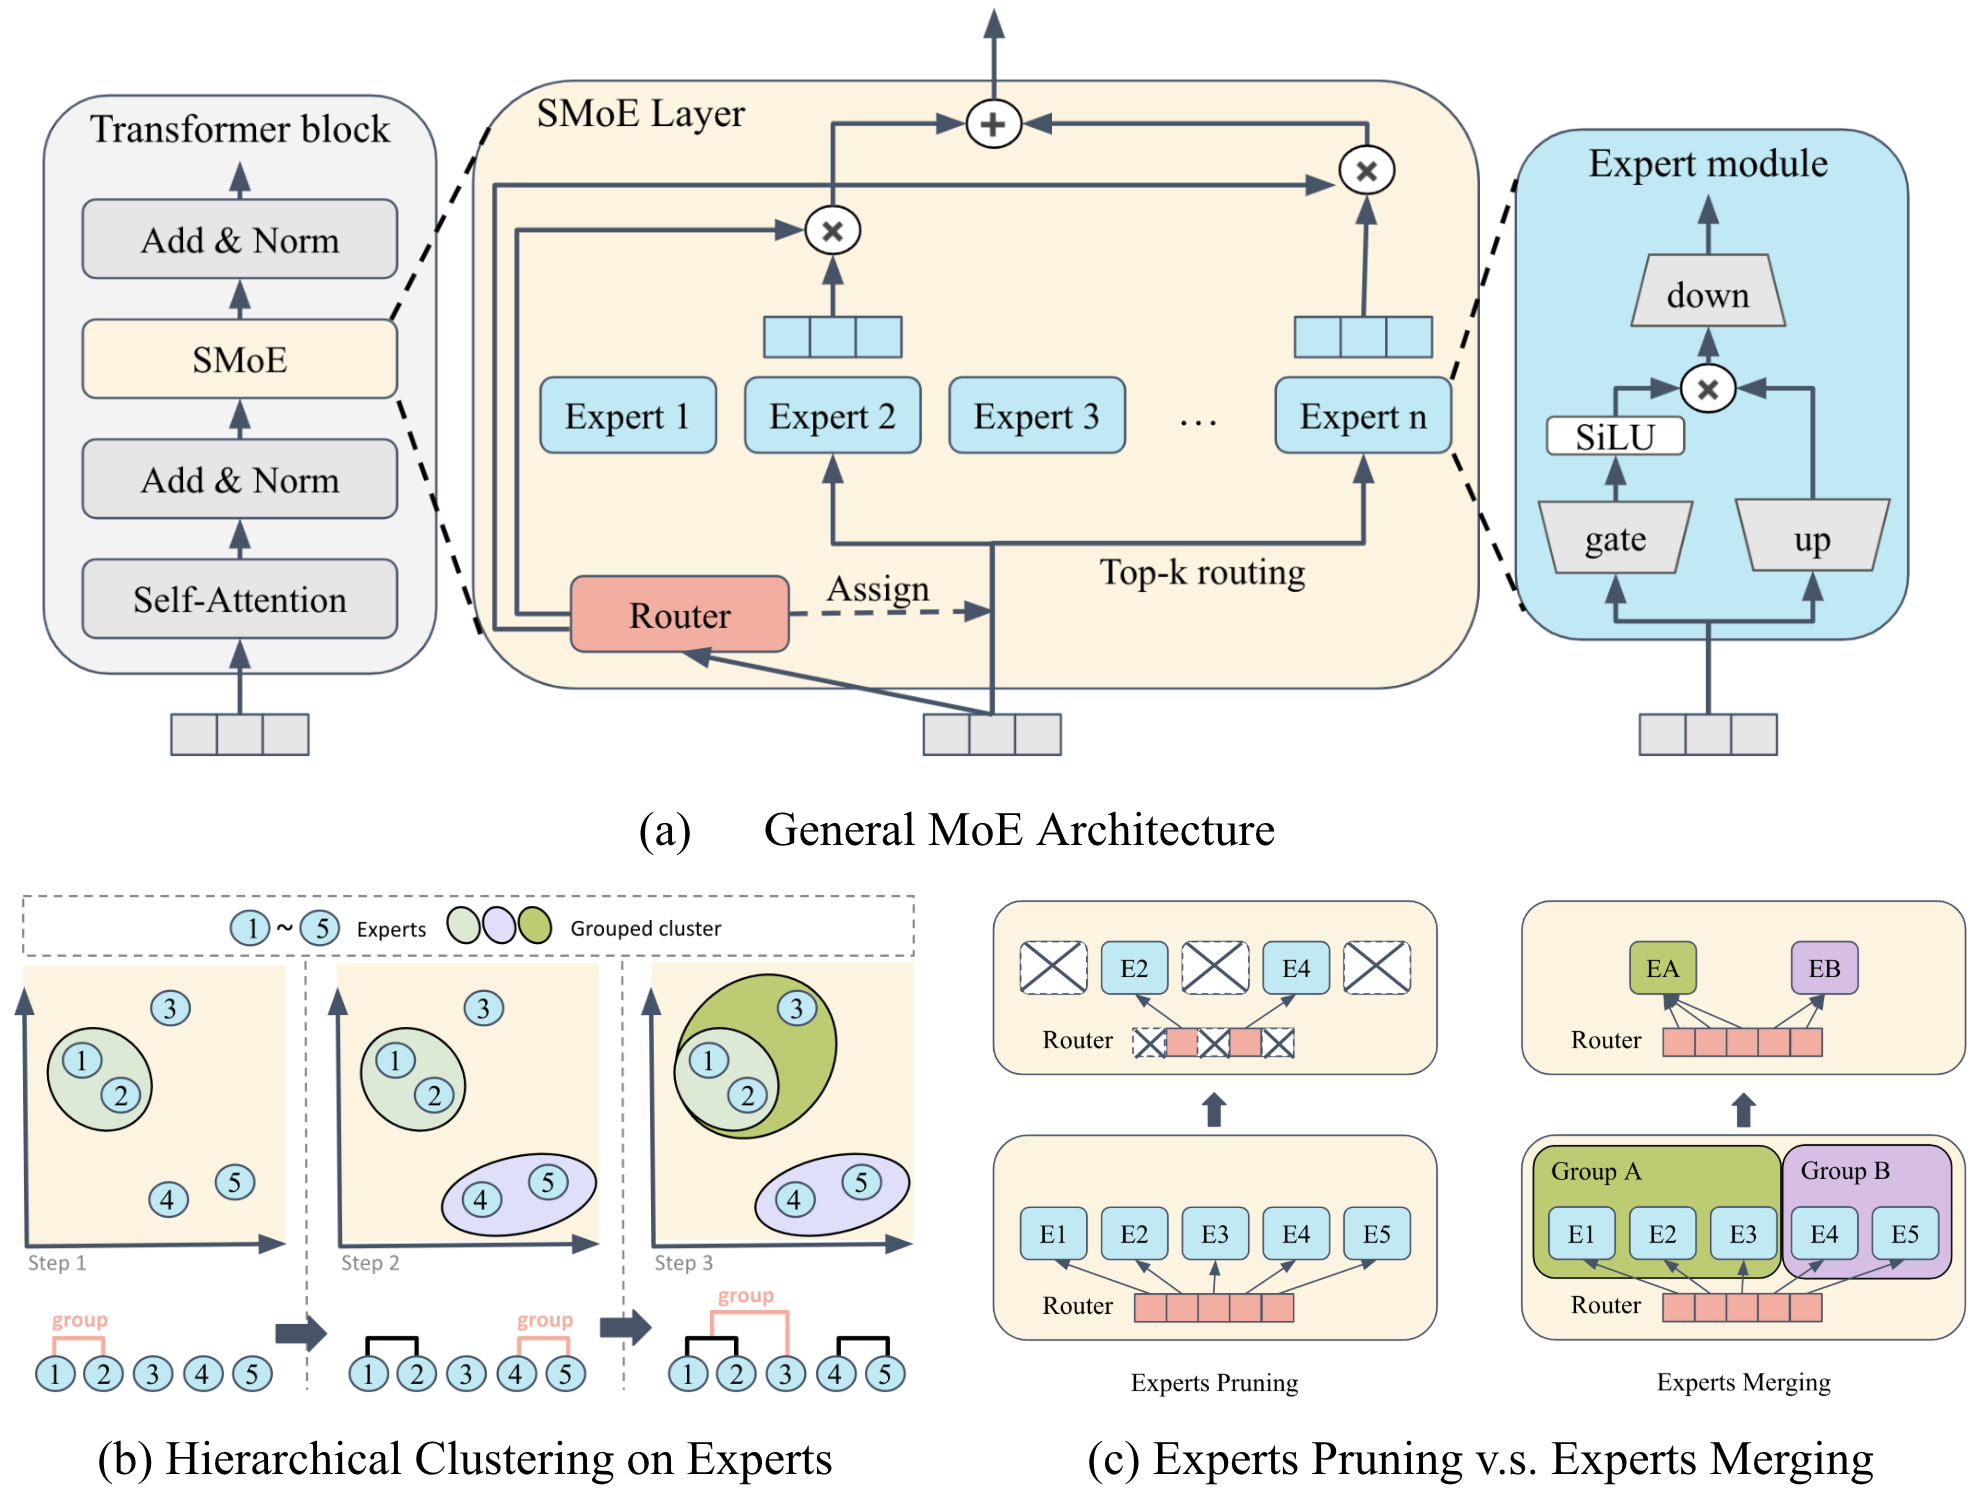 Transformer block
Add & Norm
SMoE
Add & Norm
Self-Attention
SMoE Layer
Expert 1
Expert 2
Expert 3
...
Expert n
Router
Assign
Top-k routing
Expert module
down
SiLU
gate
up
(a) General MoE Architecture
1 ~ 5 Experts Grouped cluster
3
1
2
4
5
Step 1
3
1
2
4
5
Step 2
3
1
2
4
5
Step 3
group
1 2 3 4 5
group
1 2 3 4 5
group
1 2 3 4 5
(b) Hierarchical Clustering on Experts
E2 E4
Router
E1 E2 E3 E4 E5
Router
Experts Pruning
EA EB
Router
Group A Group B
E1 E2 E3 E4 E5
Router
Experts Merging
(c) Experts Pruning v.s. Experts Merging